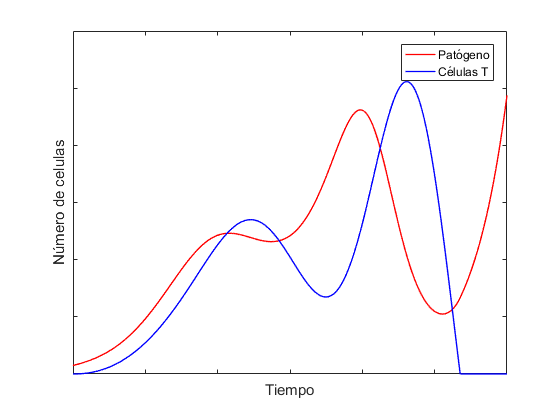 Patógeno
Células T
Número de celulas
Tiempo